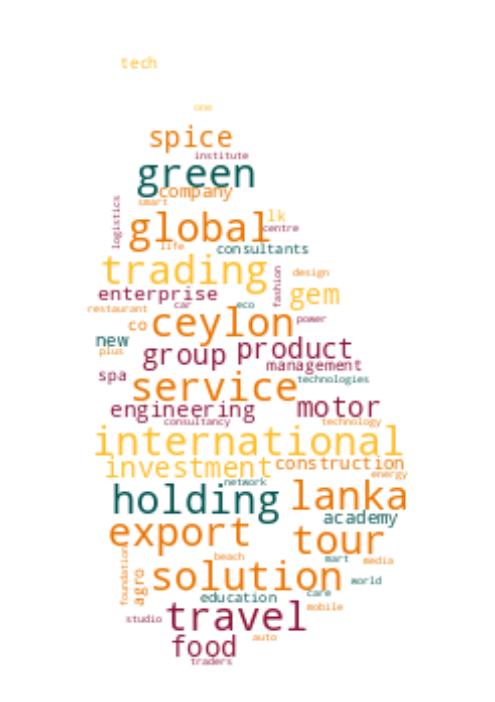 tech
one
spice
institute
green
company
smart
logistics
lk
global
centre
life
consultants
trading
design
fashion
gem
enterprise
car
eco
restaurant
power
co
ceylon
new
plus
group
product
management
spa
service
technologies
engineering
motor
consultancy
technology
international
investment
construction
energy
network
holding
lanka
academy
export
tour
beach
mart
media
foundation
agro
solution
world
education
care
mobile
studio
travel
food
auto
traders